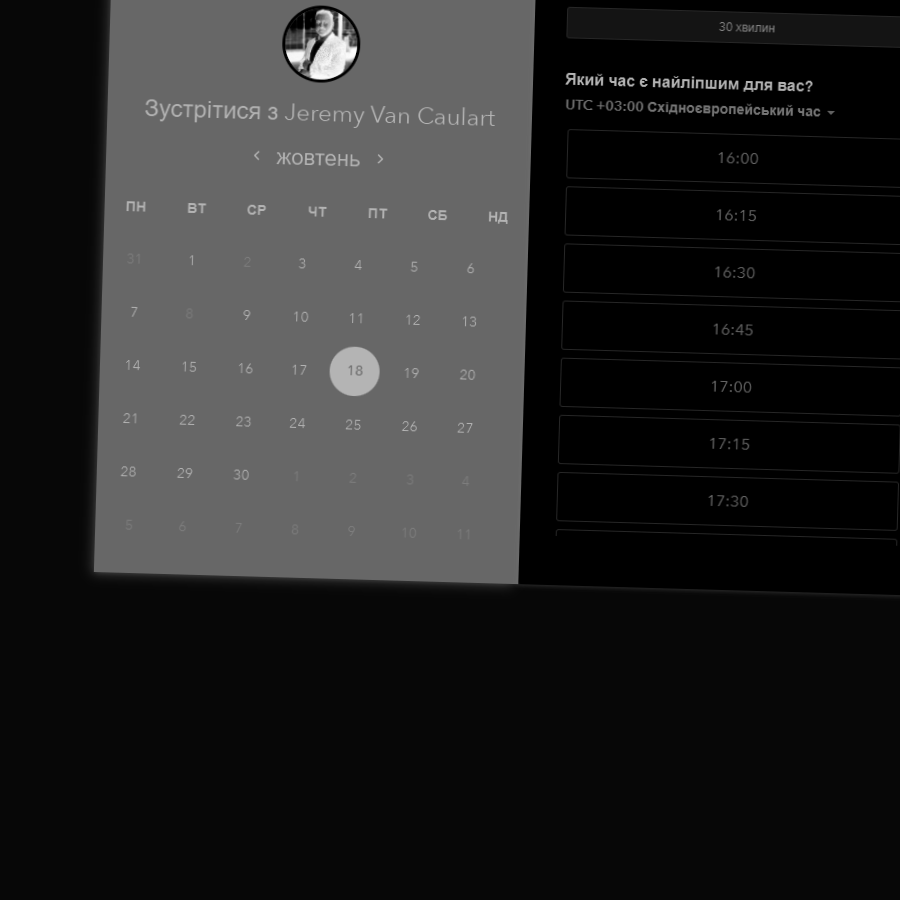 Зустрітися з Jeremy Van Caulart
жовтень
ПН ВТ СР ЧТ ПТ СБ НД
31 1 2 3 4 5 6
7 8 9 10 11 12 13
14 15 16 17 18 19 20
21 22 23 24 25 26 27
28 29 30 1 2 3 4
5 6 7 8 9 10 11
30 хвилин
Який час є найліпшим для вас?
UTC +03:00 Східноєвропейський час
16:00
16:15
16:30
16:45
17:00
17:15
17:30